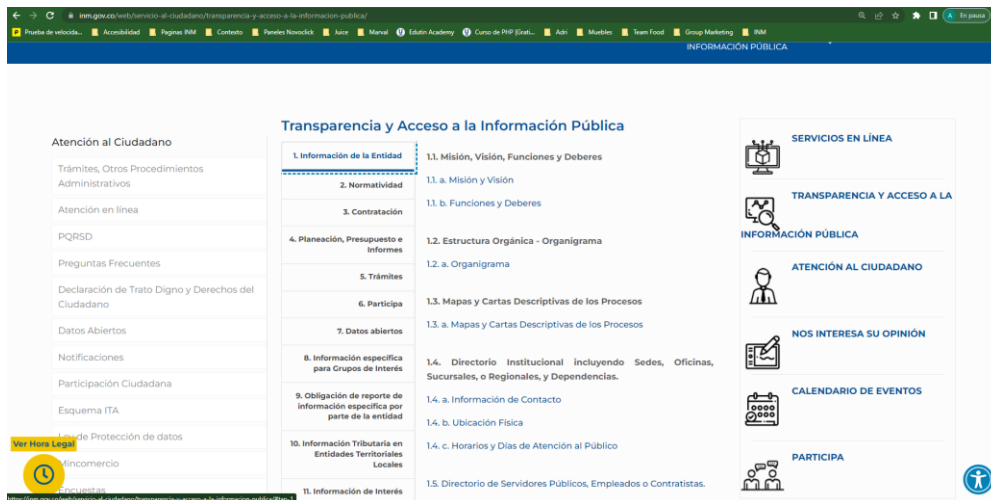 inm.gov.co/web/servicio-al-ciudadano/transparencia-y-acceso-a-la-informacion-publica/
A En pausa
Prueba de velocida... Accesibilidad Paginas INM Contexto Paneles Novoclick Juice Marval Edutin Academy Curso de PHP [Grati... Adri Muebles Team Food Group Marketing INM
INFORMACIÓN PÚBLICA
Atención al Ciudadano
Trámites, Otros Procedimientos
Administrativos
Atención en línea
PQRSD
Preguntas Frecuentes
Declaración de Trato Digno y Derechos del
Ciudadano
Datos Abiertos
Notificaciones
Participación Ciudadana
Esquema ITA
de Protección de datos
Mincomercio
Encuestas
Ver Hora Legal
Transparencia y Acceso a la Información Pública
1. Información de la Entidad
2. Normatividad
3. Contratación
4. Planeación, Presupuesto e
Informes
5. Trámites
6. Participa
7. Datos abiertos
8. Información específica
para Grupos de Interés
9. Obligación de reporte de
información específica por
parte de la entidad
10. Información Tributaria en
Entidades Territoriales
Locales
11. Información de Interés
1.1. Misión, Visión, Funciones y Deberes
1.1. a. Misión y Visión
1.1. b. Funciones y Deberes
1.2. Estructura Orgánica - Organigrama
1.2. a. Organigrama
1.3. Mapas y Cartas Descriptivas de los Procesos
1.3. a. Mapas y Cartas Descriptivas de los Procesos
1.4. Directorio Institucional incluyendo Sedes, Oficinas,
Sucursales, o Regionales, y Dependencias.
1.4. a. Información de Contacto
1.4. b. Ubicación Física
1.4. c. Horarios y Días de Atención al Público
1.5. Directorio de Servidores Públicos, Empleados o Contratistas.
SERVICIOS EN LÍNEA
TRANSPARENCIA Y ACCESO A LA
INFORMACIÓN PÚBLICA
ATENCIÓN AL CIUDADANO
NOS INTERESA SU OPINIÓN
CALENDARIO DE EVENTOS
PARTICIPA